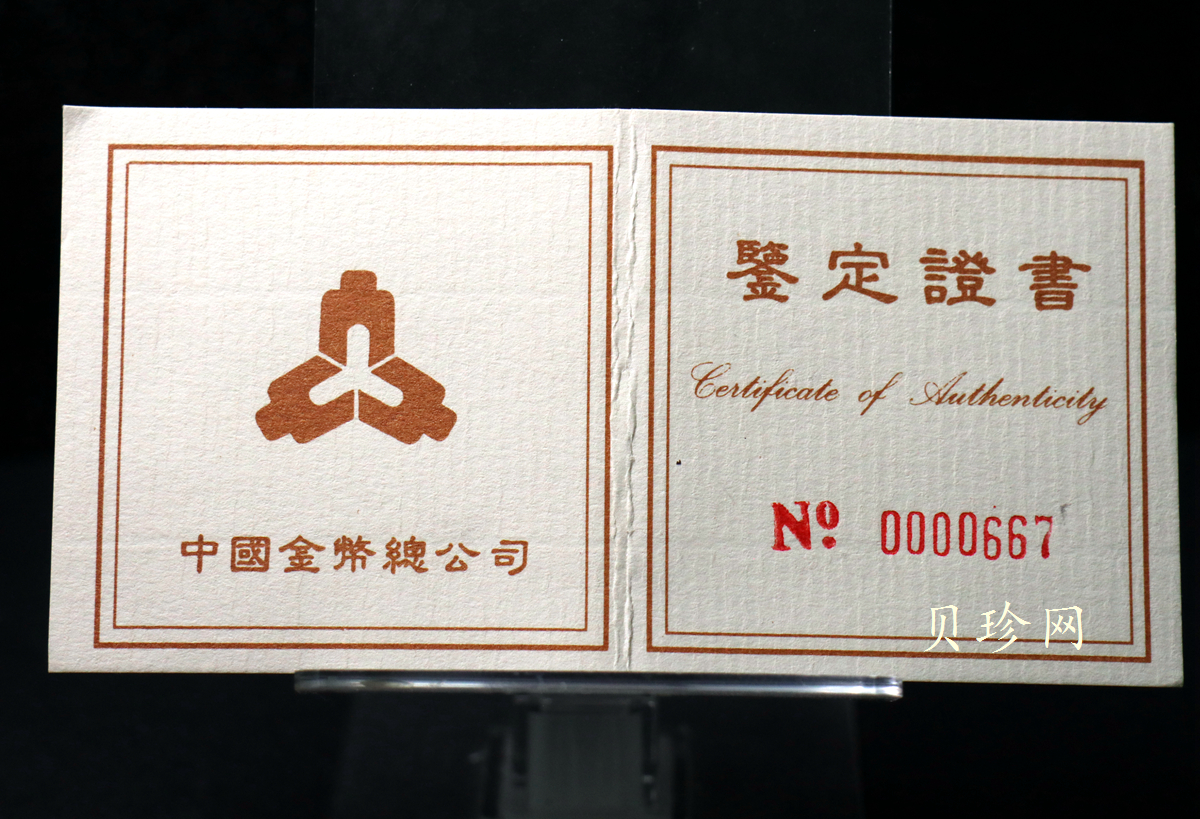 中國金幣總公司
鑒定證書
Certificate of Authenticity
Nº 0000667
贝珍网